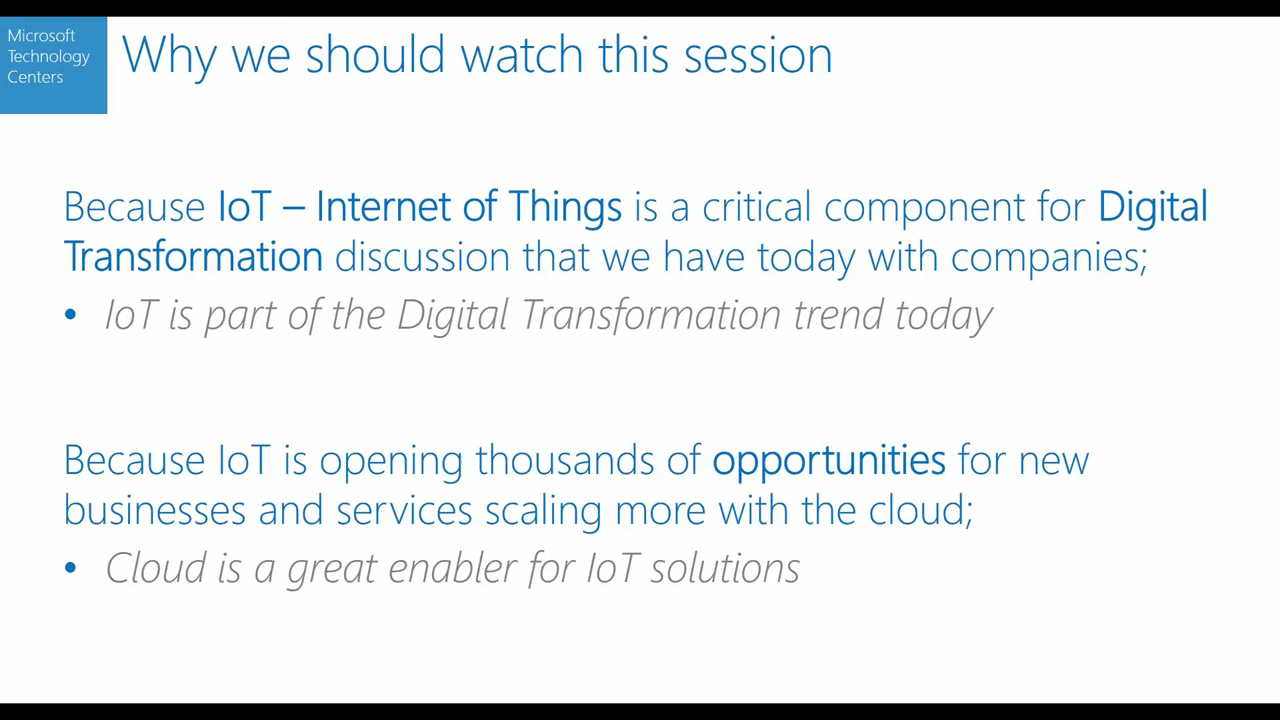 Microsoft
Technology
Centers
Why we should watch this session
Because IoT – Internet of Things is a critical component for Digital
Transformation discussion that we have today with companies;
• IoT is part of the Digital Transformation trend today
Because IoT is opening thousands of opportunities for new
businesses and services scaling more with the cloud;
• Cloud is a great enabler for IoT solutions